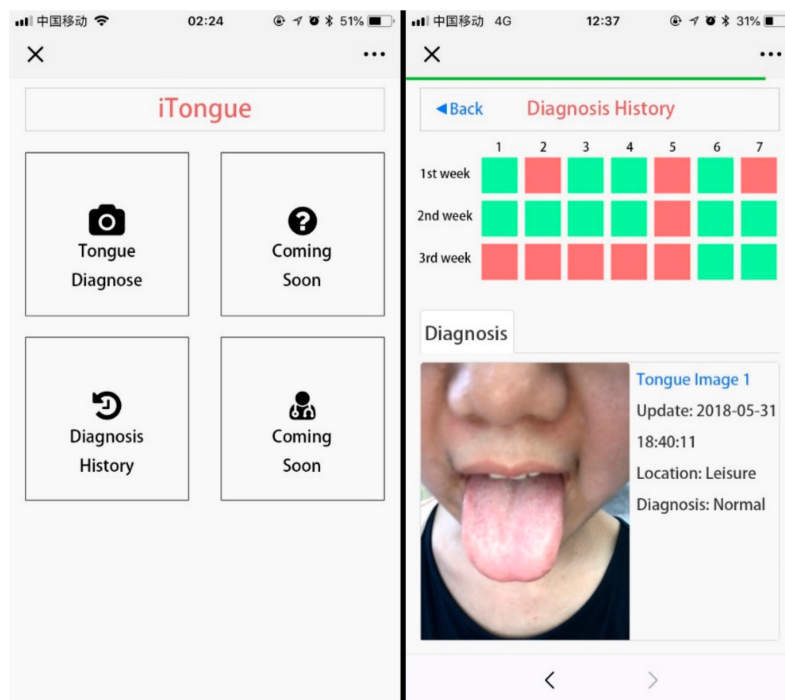 中国移动 02:24 51%
iTongue
Tongue
Diagnose
Coming
Soon
Diagnosis
History
Coming
Soon
中国移动 4G 12:37 31%
◀Back Diagnosis History
1 2 3 4 5 6 7
1st week
2nd week
3rd week
Diagnosis
Tongue Image 1
Update: 2018-05-31
18:40:11
Location: Leisure
Diagnosis: Normal